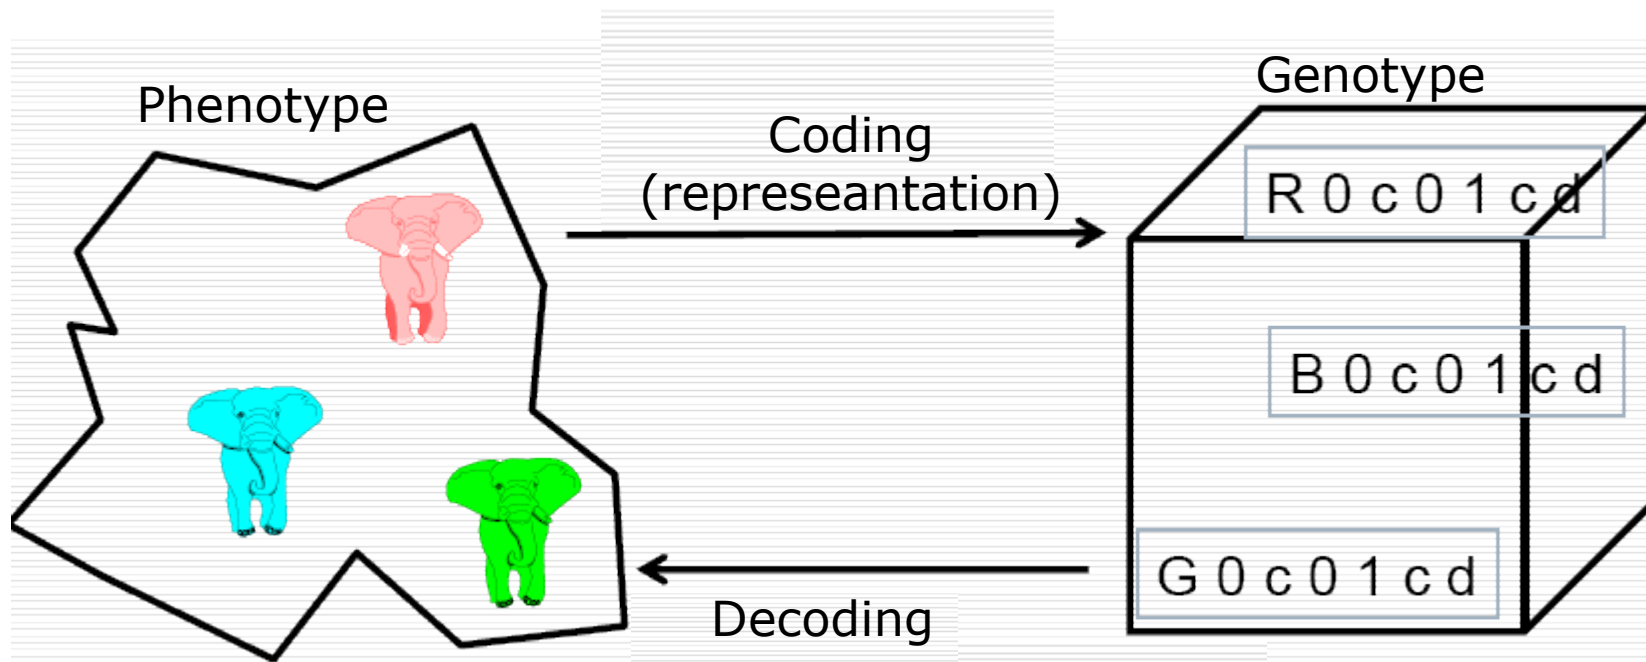 Phenotype
Coding
(represeantation)
Genotype
R 0 c 0 1 c d
B 0 c 0 1 c d
G 0 c 0 1 c d
Decoding